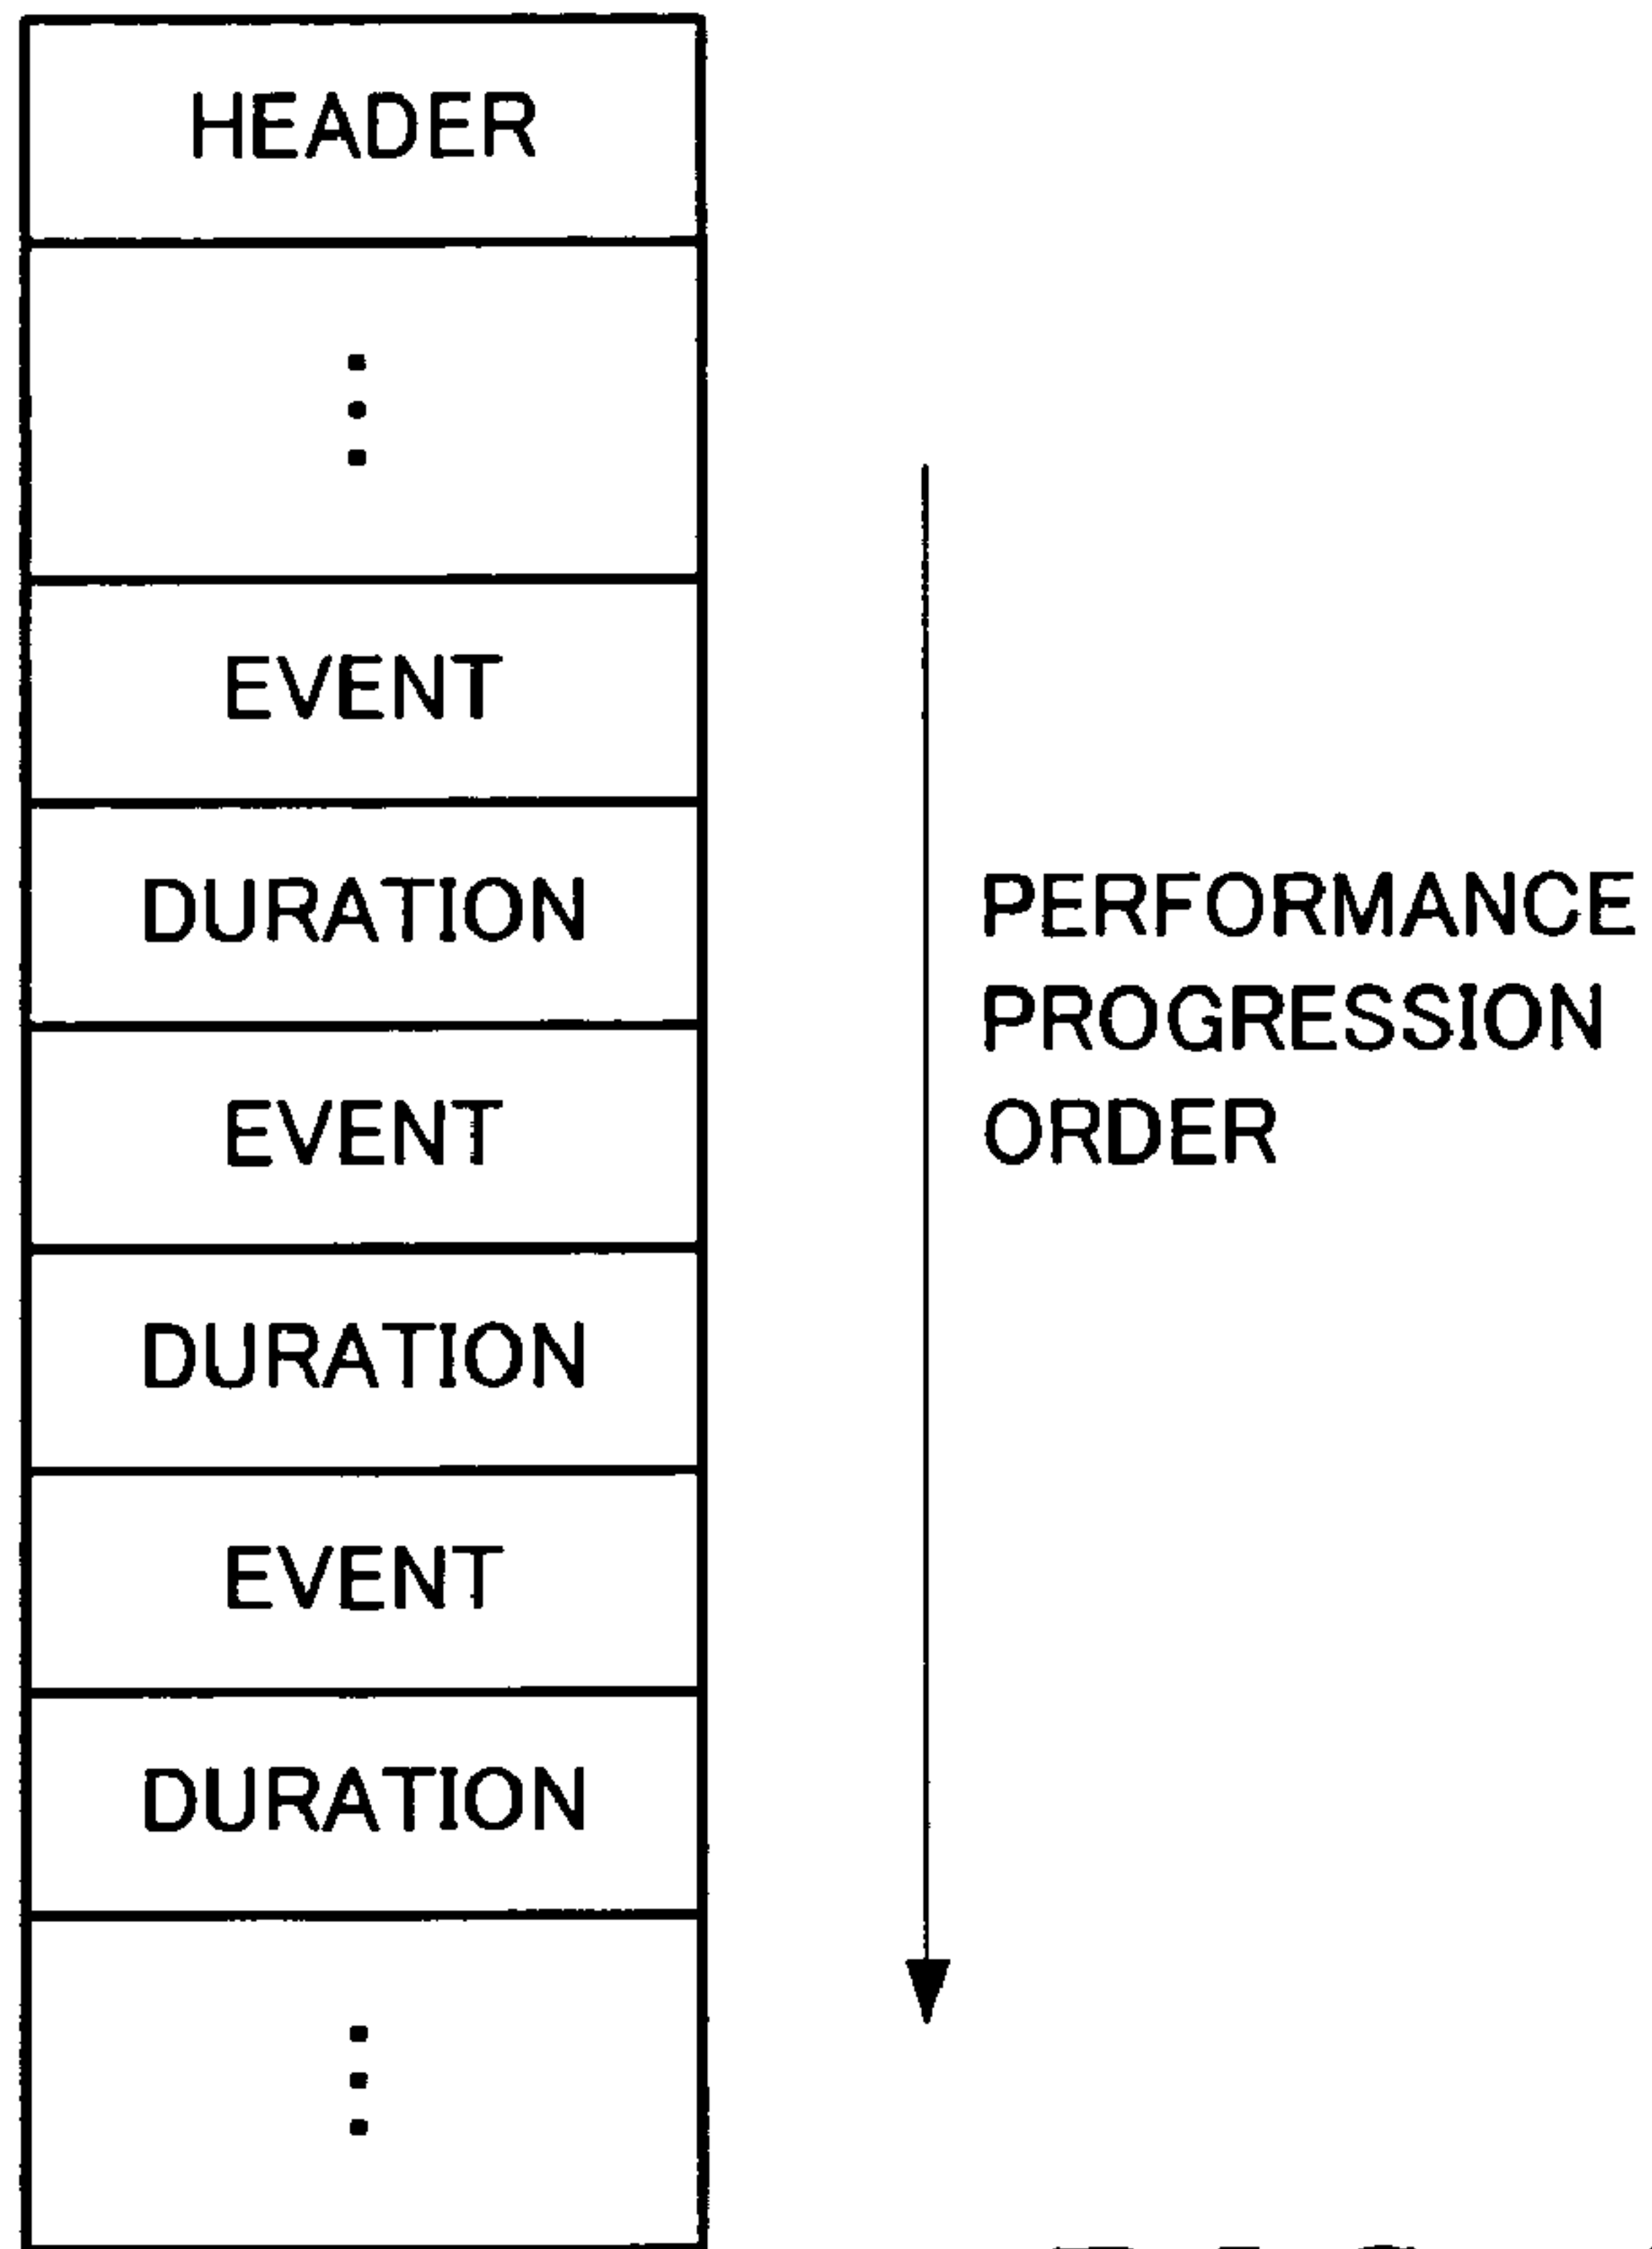 HEADER
EVENT
DURATION
EVENT
DURATION
EVENT
DURATION
PERFORMANCE
PROGRESSION
ORDER